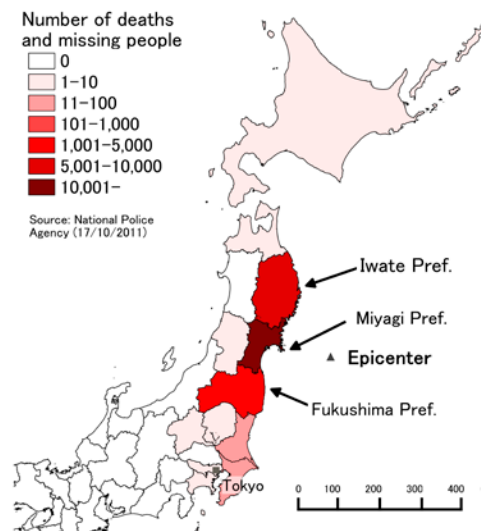 Number of deaths
and missing people
0
1-10
11-100
101-1,000
1,001-5,000
5,001-10,000
10,001-
Source: National Police
Agency (17/10/2011)
Iwate Pref.
Miyagi Pref.
▲ Epicenter
Fukushima Pref.
Tokyo
0 100 200 300 400